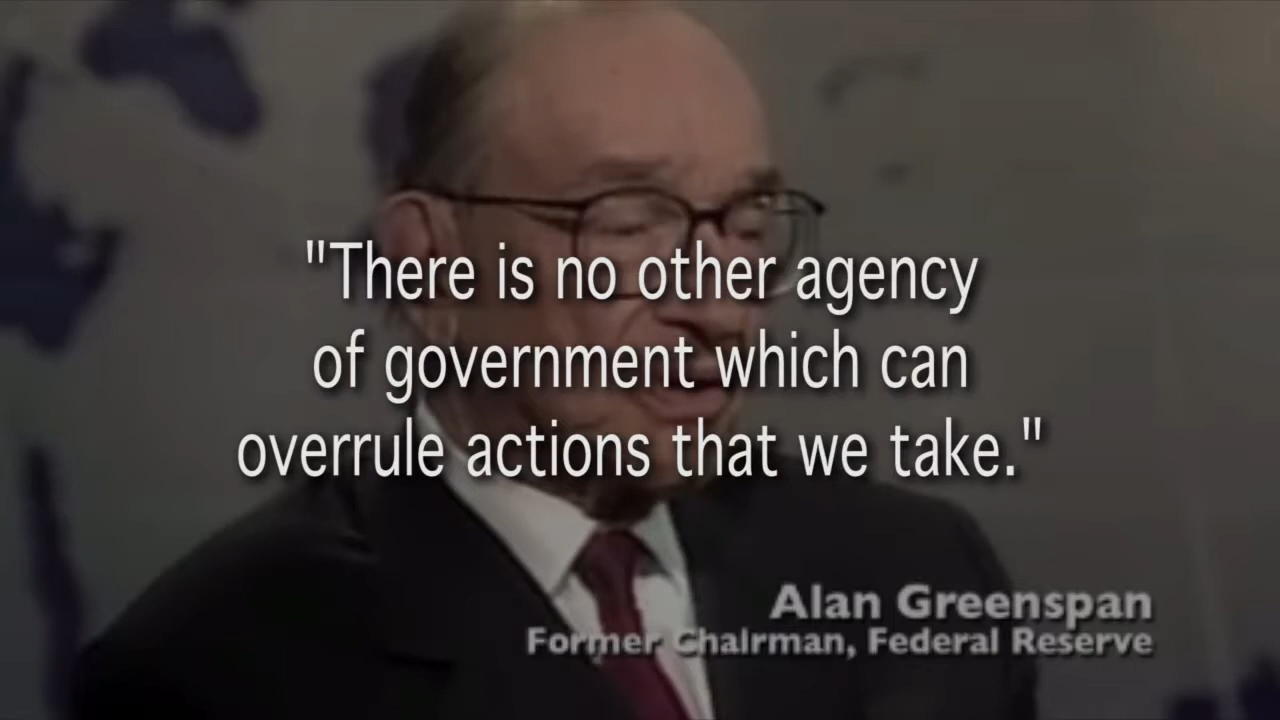 "There is no other agency
of government which can
overrule actions that we take."
Alan Greenspan
Former Chairman, Federal Reserve